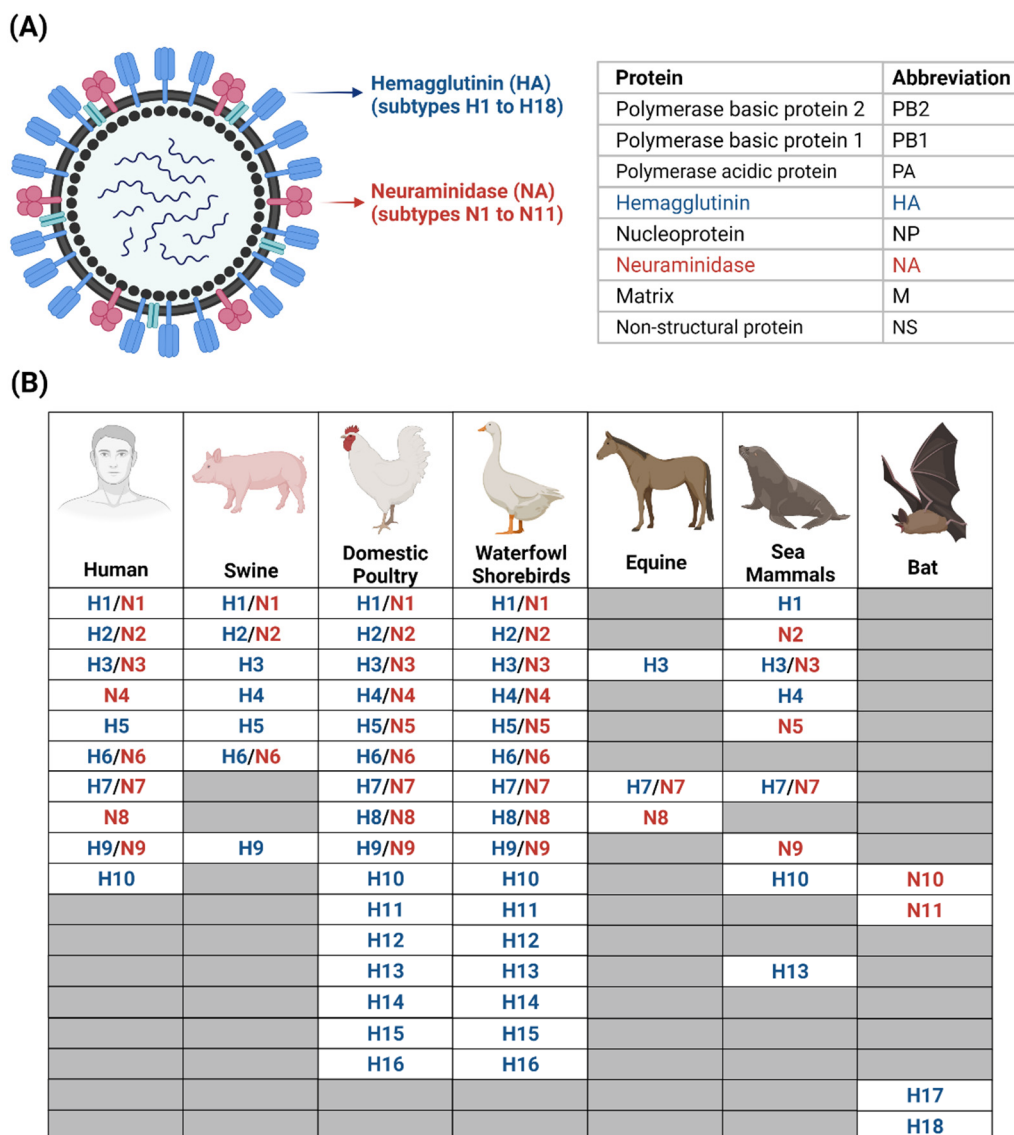 (A)
Hemagglutinin (HA)
(subtypes H1 to H18)
Neuraminidase (NA)
(subtypes N1 to N11)
Protein Abbreviation
Polymerase basic protein 2 PB2
Polymerase basic protein 1 PB1
Polymerase acidic protein PA
Hemagglutinin HA
Nucleoprotein NP
Neuraminidase NA
Matrix M
Non-structural protein NS
(B)
Human Swine Domestic Poultry Waterfowl Shorebirds Equine Sea Mammals Bat
H1/N1 H1/N1 H1/N1 H1/N1 H1
H2/N2 H2/N2 H2/N2 H2/N2 N2
H3/N3 H3 H3/N3 H3/N3 H3 H3/N3
N4 H4 H4/N4 H4/N4 H4
H5 H5 H5/N5 H5/N5 N5
H6/N6 H6/N6 H6/N6 H6/N6
H7/N7 H7/N7 H7/N7 H7/N7 H7/N7
N8 H8/N8 H8/N8 N8
H9/N9 H9 H9/N9 H9/N9 N9
H10 H10 H10 H10 N10
H11 H11 N11
H12 H12
H13 H13 H13
H14 H14
H15 H15
H16 H16
H17
H18